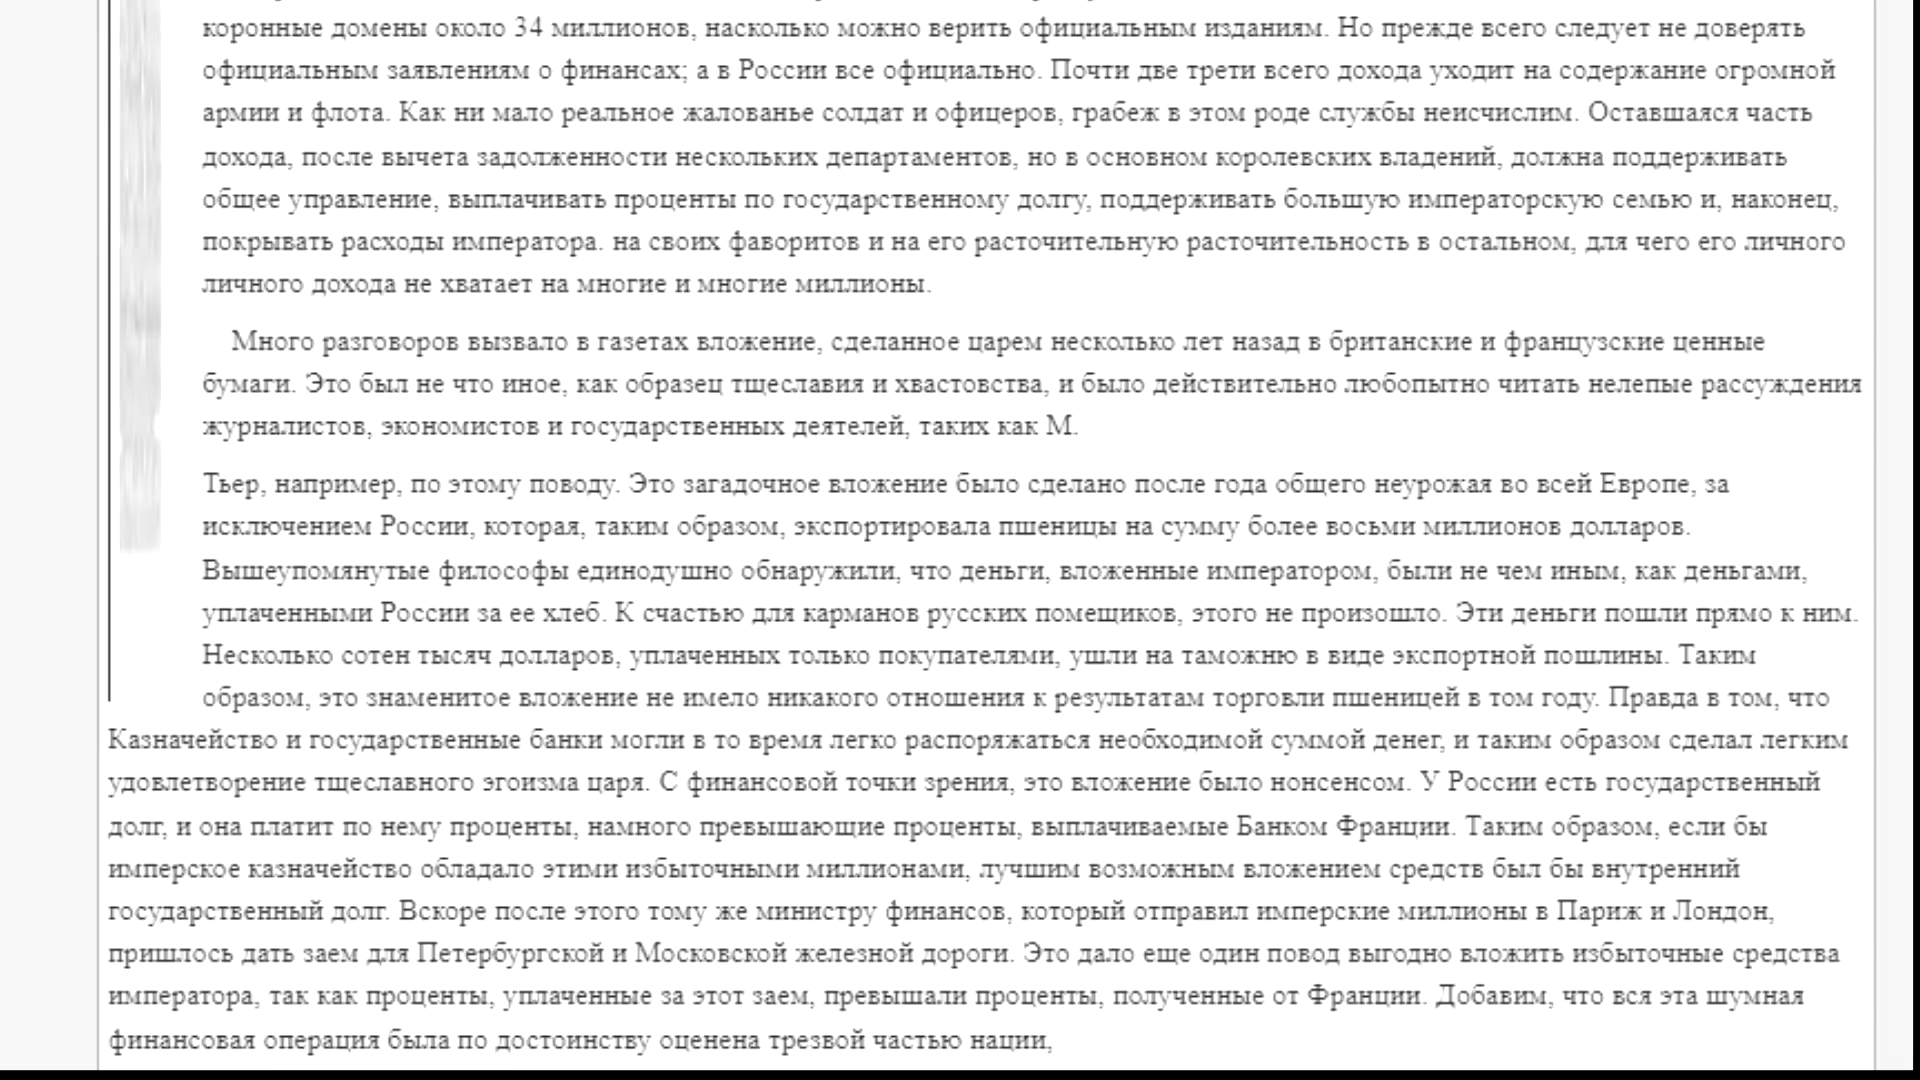 коронные домены около 34 миллионов, насколько можно верить официальным изданиям. Но прежде всего следует не доверять
официальным заявлениям о финансах; а в России все официально. Почти две трети всего дохода уходит на содержание огромной
армии и флота. Как ни мало реальное жалованье солдат и офицеров, грабеж в этом роде службы неисчислим. Оставшаяся часть
дохода, после вычета задолженности нескольких департаментов, но в основном королевских владений, должна поддерживать
общее управление, выплачивать проценты по государственному долгу, поддерживать большую императорскую семью и, наконец,
покрывать расходы императора. на своих фаворитов и на его расточительную расточительность в остальном, для чего его личного
личного дохода не хватает на многие и многие миллионы.
Много разговоров вызвало в газетах вложение, сделанное царем несколько лет назад в британские и французские ценные
бумаги. Это был не что иное, как образец тщеславия и хвастовства, и было действительно любопытно читать нелепые рассуждения
журналистов, экономистов и государственных деятелей, таких как М.
Тьер, например, по этому поводу. Это загадочное вложение было сделано после года общего неурожая во всей Европе, за
исключением России, которая, таким образом, экспортировала пшеницы на сумму более восьми миллионов долларов.
Вышеупомянутые философы единодушно обнаружили, что деньги, вложенные императором, были не чем иным, как деньгами,
уплаченными России за ее хлеб. К счастью для карманов русских помещиков, этого не произошло. Эти деньги пошли прямо к ним.
Несколько сотен тысяч долларов, уплаченных только покупателями, ушли на таможню в виде экспортной пошлины. Таким
образом, это знаменитое вложение не имело никакого отношения к результатам торговли пшеницей в том году. Правда в том, что
Казначейство и государственные банки могли в то время легко распоряжаться необходимой суммой денег, и таким образом сделал легким
удовлетворение тщеславного эгоизма царя. С финансовой точки зрения, это вложение было нонсенсом. У России есть государственный
долг, и она платит по нему проценты, намного превышающие проценты, выплачиваемые Банком Франции. Таким образом, если бы
имперское казначейство обладало этими избыточными миллионами, лучшим возможным вложением средств был бы внутренний
государственный долг. Вскоре после этого тому же министру финансов, который отправил имперские миллионы в Париж и Лондон,
пришлось дать заем для Петербургской и Московской железной дороги. Это дало еще один повод выгодно вложить избыточные средства
императора, так как проценты, уплаченные за этот заем, превышали проценты, полученные от Франции. Добавим, что вся эта шумная
финансовая операция была по достоинству оценена трезвой частью нации,